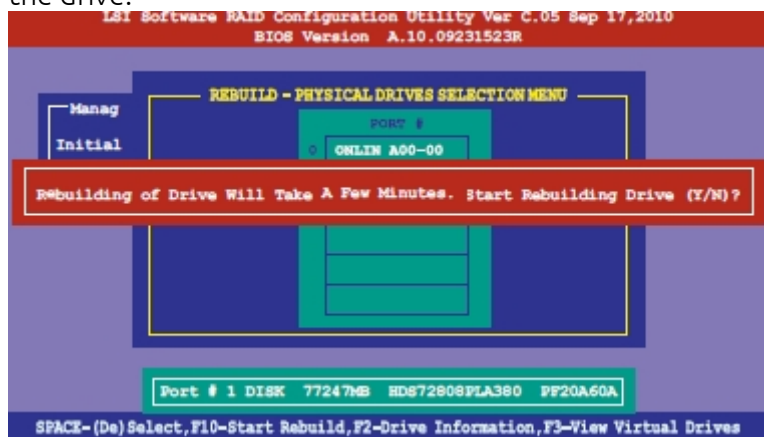 the drive.
LSI Software RAID Configuration Utility Ver C.05 Sep 17,2010
BIOS Version A.10.09231523R
REBUILD - PHYSICAL DRIVES SELECTION MENU
Manag
PORT #
Initial
0 ONLIN A00-00
Rebuilding of Drive Will Take A Few Minutes. Start Rebuilding Drive (Y/N)?
Port # 1 DISK 77247MB HDS72808PLA380 PF20A60A
SPACE-(De)Select,F10-Start Rebuild,F2-Drive Information,F3-View Virtual Drives